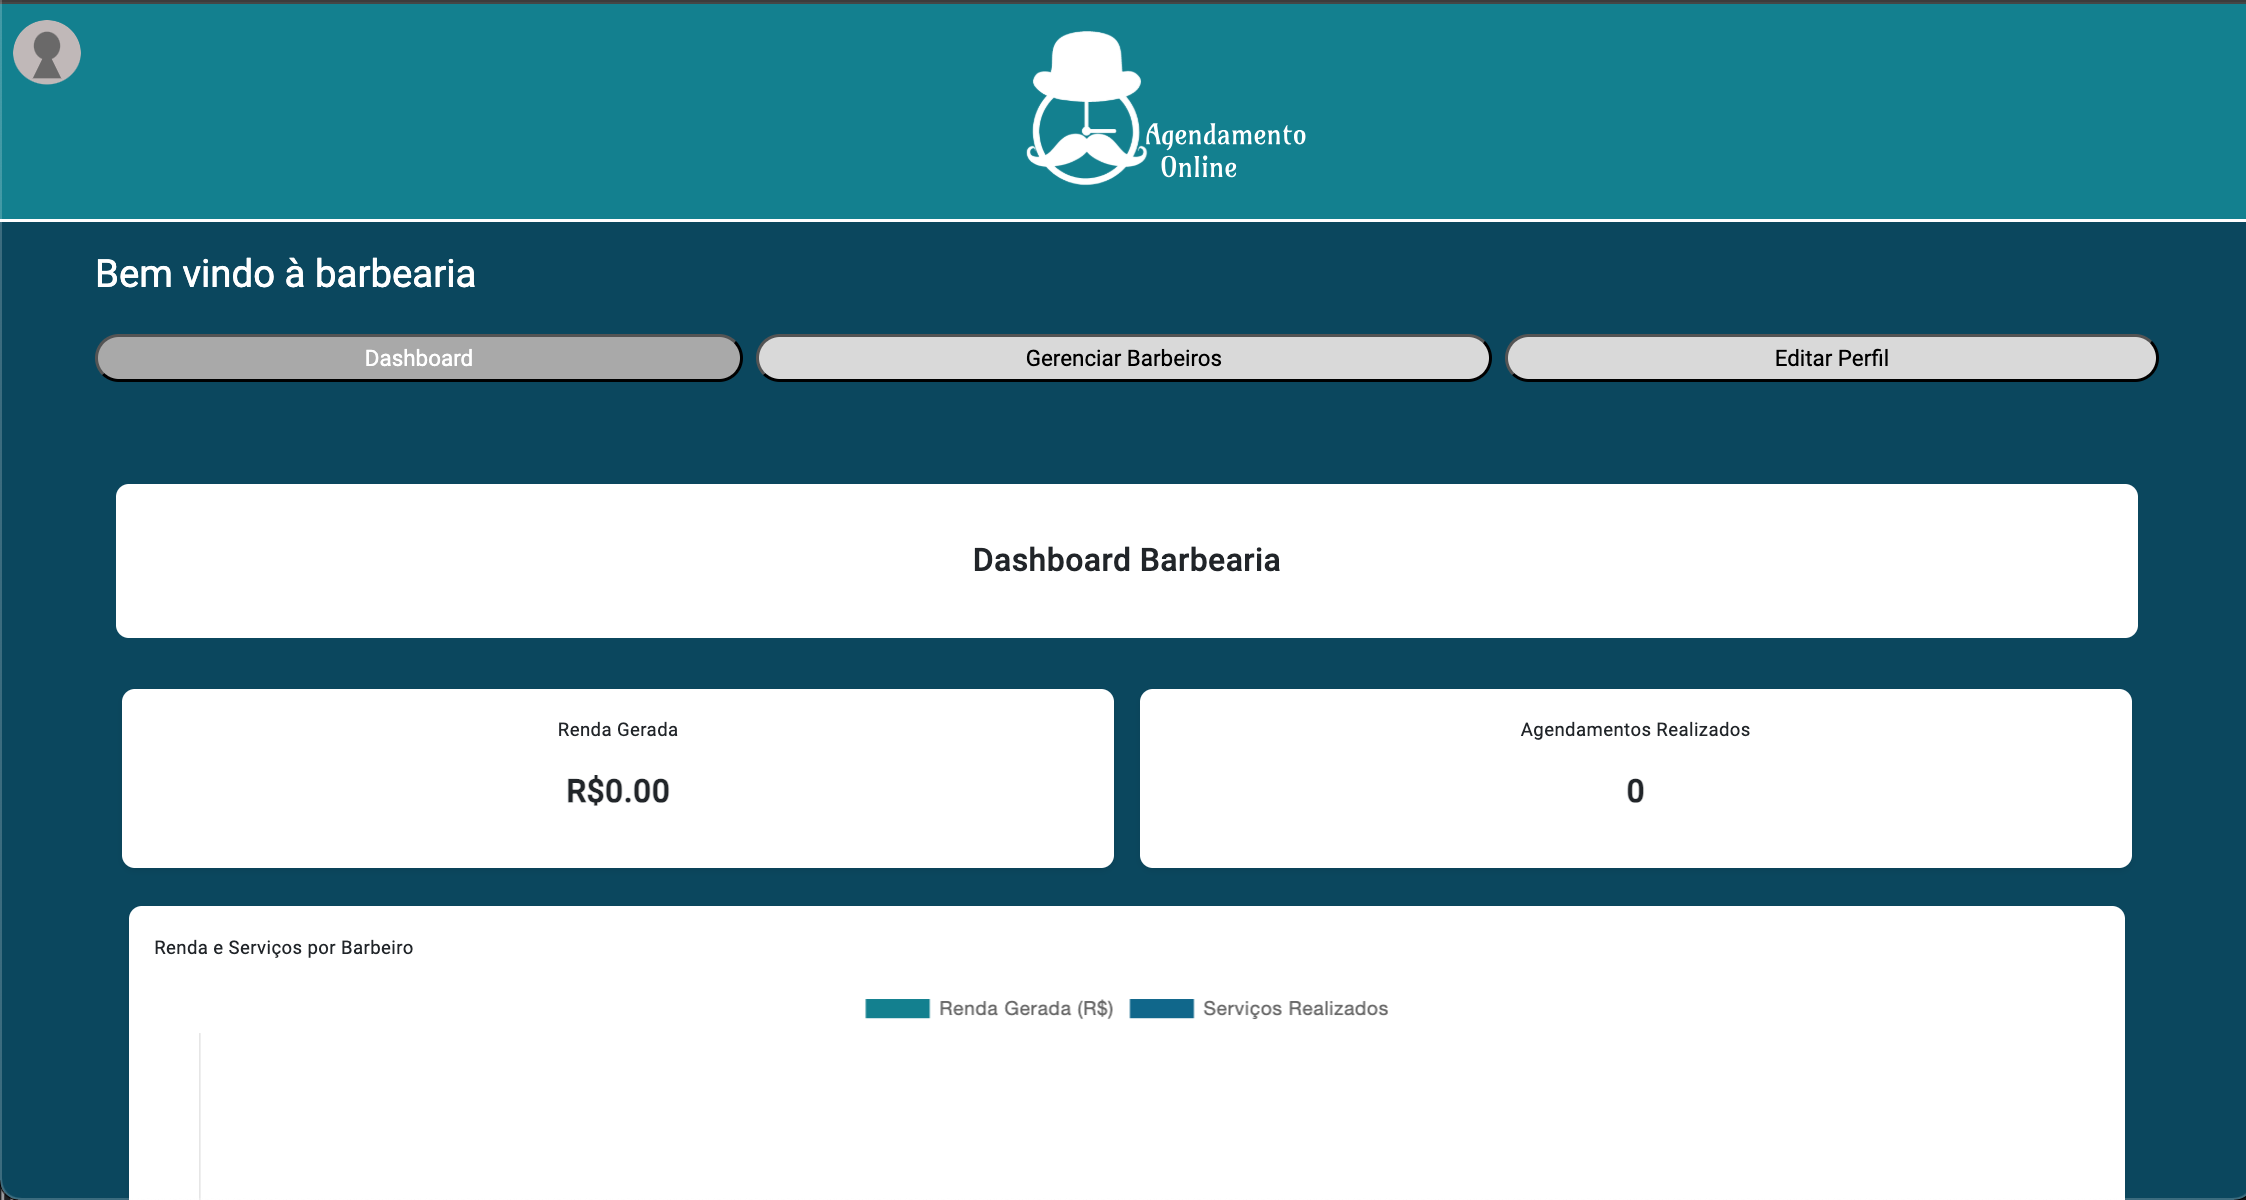 Agendamento
Online
Bem vindo à barbearia
Dashboard
Gerenciar Barbeiros
Editar Perfil
Dashboard Barbearia
Renda Gerada
R$0.00
Agendamentos Realizados
0
Renda e Serviços por Barbeiro
Renda Gerada (R$)
Serviços Realizados